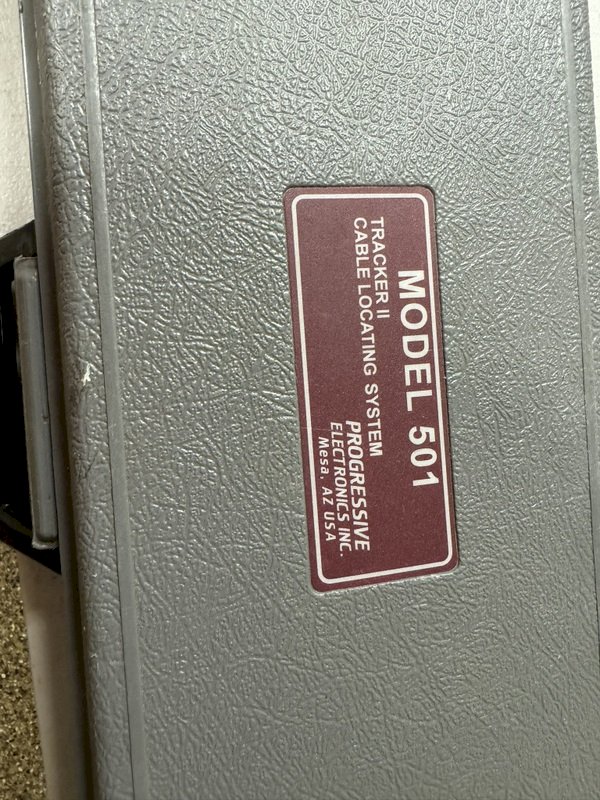 MODEL 501
TRACKER II
CABLE LOCATING SYSTEM
PROGRESSIVE
ELECTRONICS INC.
Mesa, AZ USA